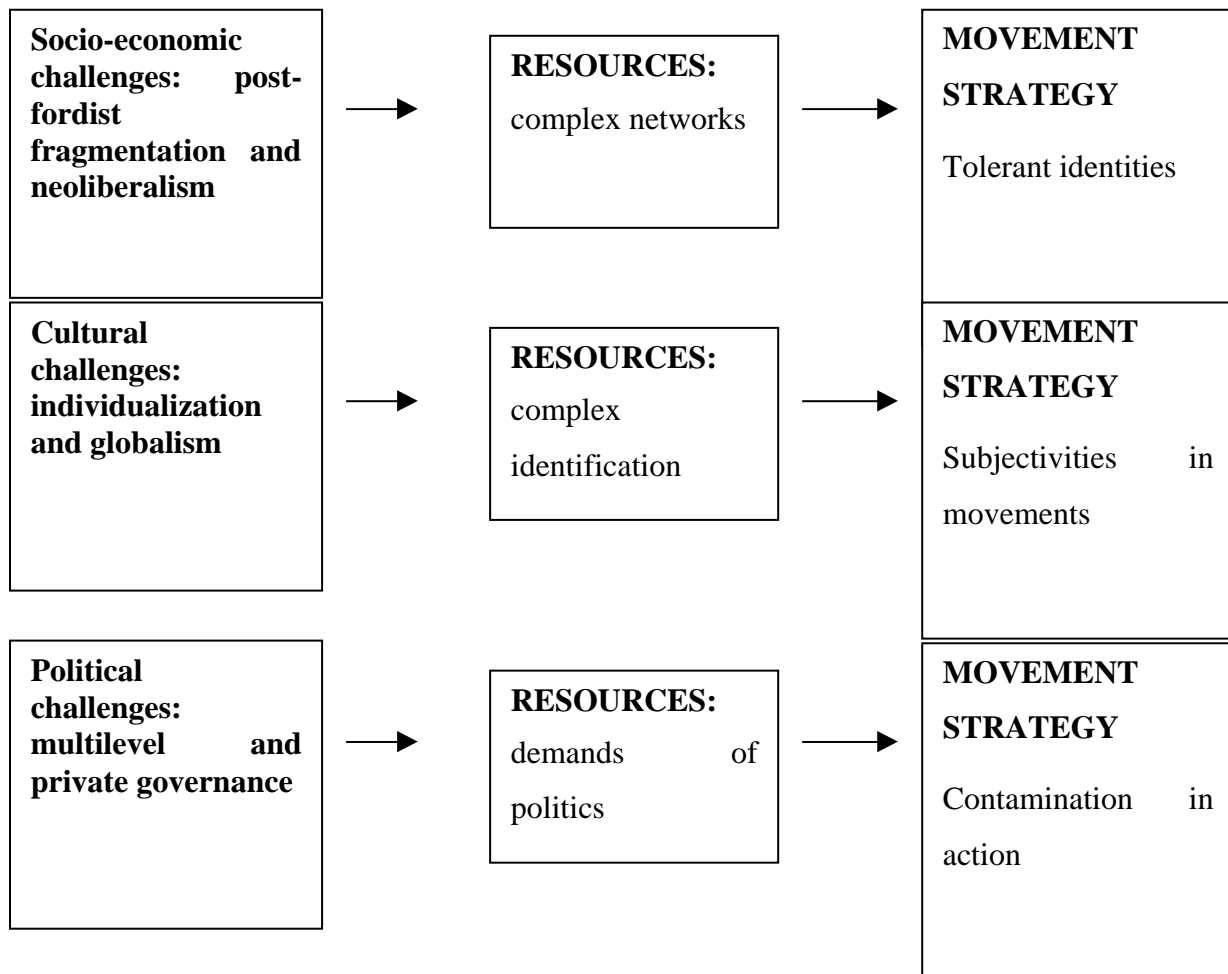 Socio-economic
challenges: post-
fordist
fragmentation and
neoliberalism
RESOURCES:
complex networks
MOVEMENT
STRATEGY
Tolerant identities
Cultural
challenges:
individualization
and globalism
RESOURCES:
complex
identification
MOVEMENT
STRATEGY
Subjectivities in
movements
Political
challenges:
multilevel and
private governance
RESOURCES:
demands of
politics
MOVEMENT
STRATEGY
Contamination in
action